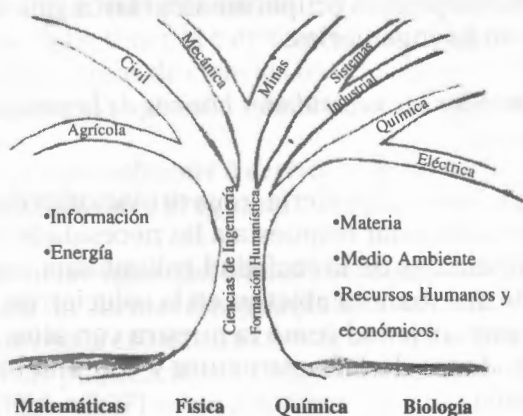 Civil
Mecánica
Minas
Sistemas
Industrial
Química
Agrícola
Eléctrica
Ciencias de Ingeniería
Formación Humanística
•Información
•Energía
•Materia
•Medio Ambiente
•Recursos Humanos y
económicos.
Matemáticas Física Química Biología